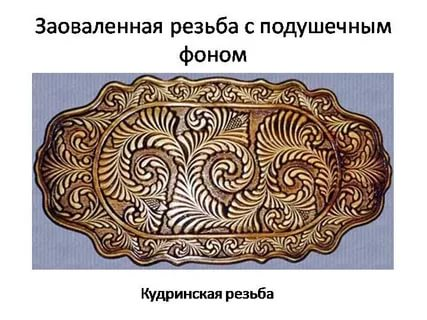 Заоваленная резьба с подушечным
фоном
Кудринская резьба